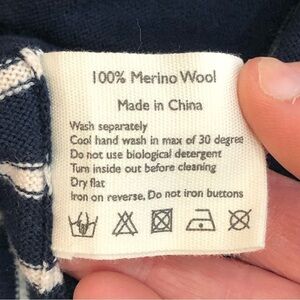 100% Merino Wool
Made in China
Wash separately
Cool hand wash in max of 30 degree
Do not use biological detergent
Turn inside out before cleaning
Dry flat
Iron on reverse, Do not iron buttons